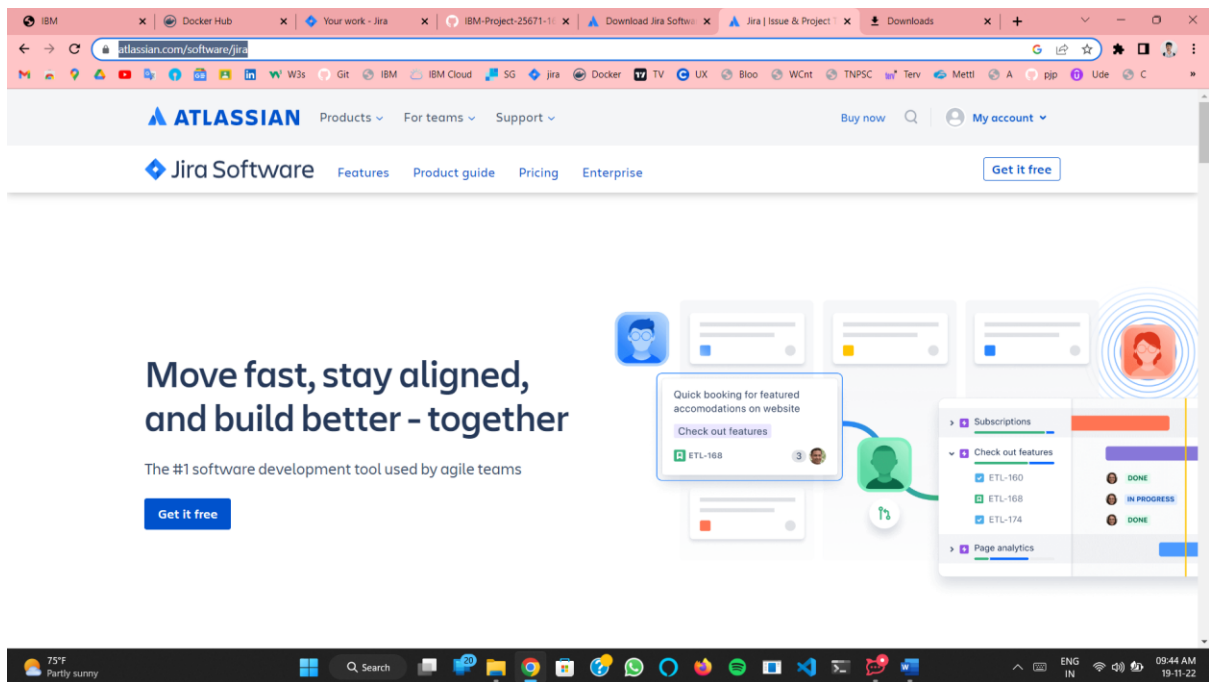 IBM
Docker Hub
Your work - Jira
IBM-Project-25671-16
Download Jira Softwa
Jira | Issue & Project T
Downloads
atlassian.com/software/jira
W3s
Git
IBM
IBM Cloud
SG
jira
Docker
TV
UX
Bloo
WCnt
TNPSC
Terv
Mettl
A
pjp
Ude
C
ATLASSIAN
Products
For teams
Support
Buy now
My account
Jira Software
Features
Product guide
Pricing
Enterprise
Get it free
Move fast, stay aligned,
and build better - together
The #1 software development tool used by agile teams
Get it free
Quick booking for featured
accomodations on website
Check out features
ETL-168
3
Subscriptions
Check out features
ETL-160
DONE
ETL-168
IN PROGRESS
ETL-174
DONE
Page analytics
75°F
Partly sunny
Search
20
ENG
IN
09:44 AM
19-11-22